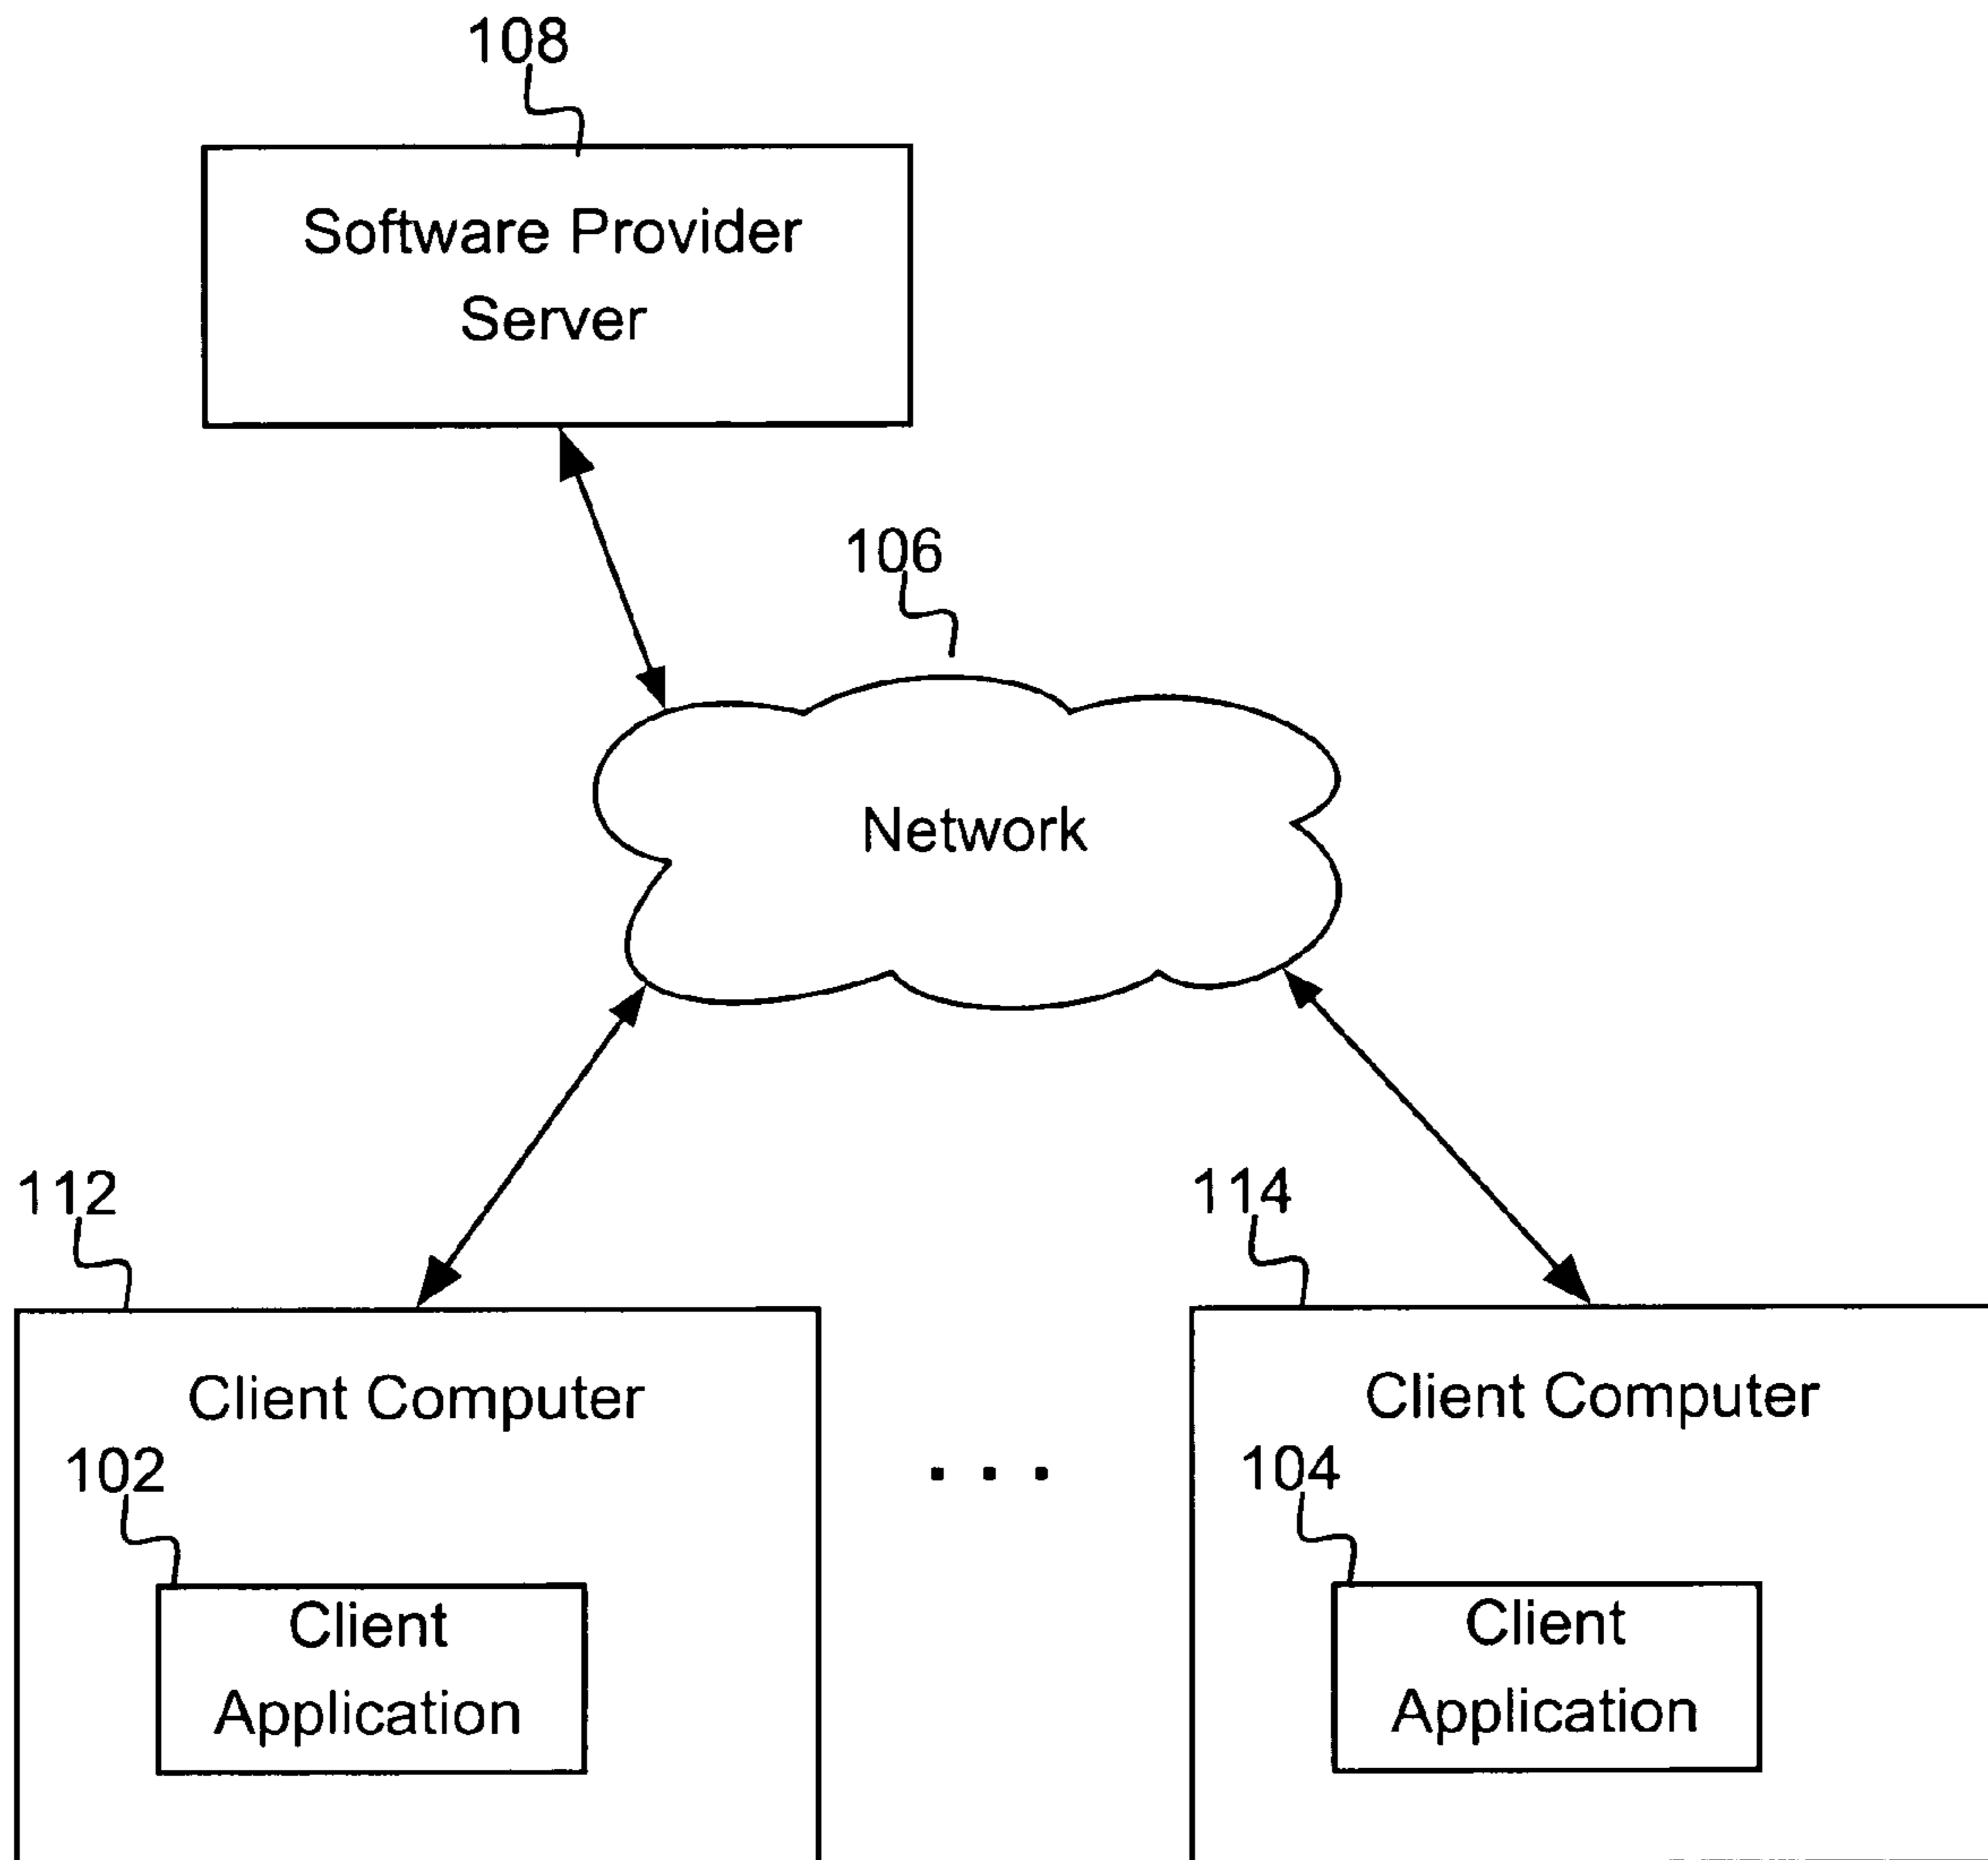 108
Software Provider
Server
106
Network
112
114
Client Computer
Client Computer
102
104
Client
Application
Client
Application